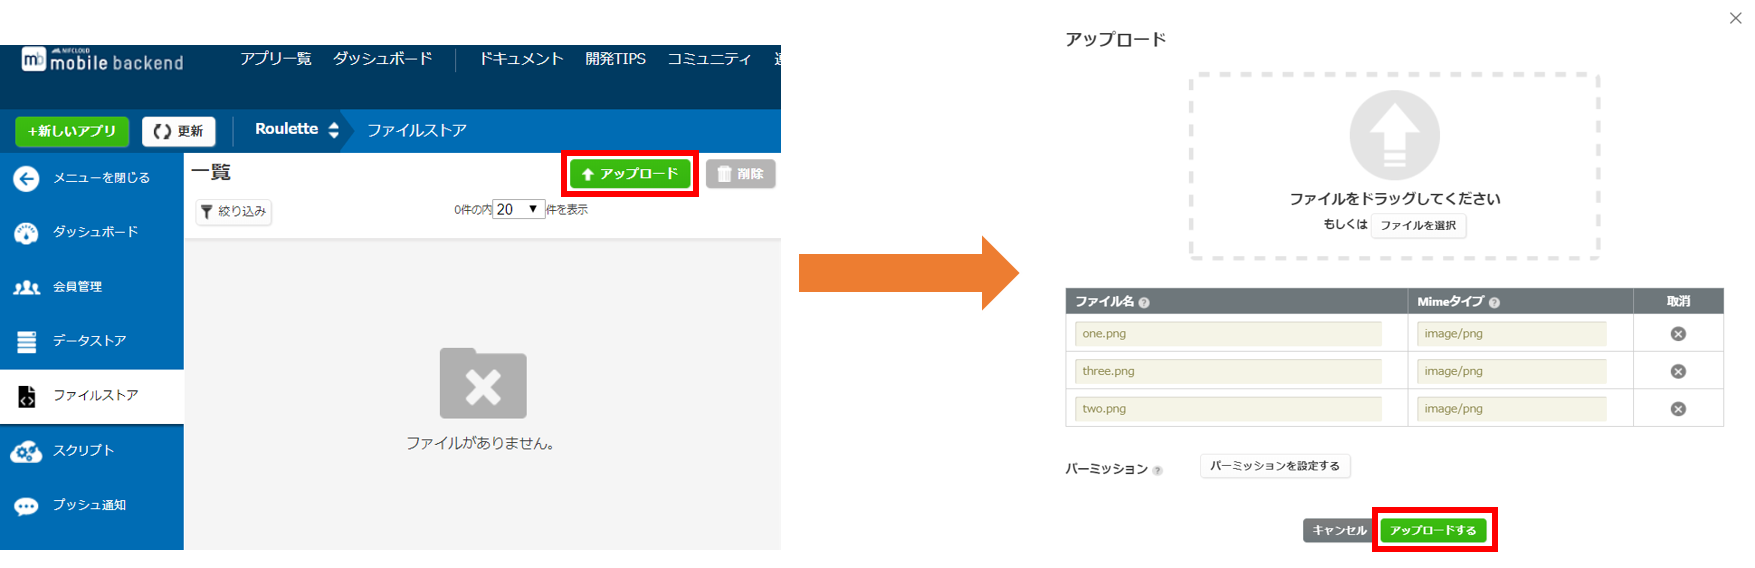 NIFCLOUD
mb mobile backend
アプリ一覧 ダッシュボード ドキュメント 開発TIPS コミュニティ
+新しいアプリ 更新 Roulette ファイルストア
メニューを閉じる
ダッシュボード
会員管理
データストア
ファイルストア
スクリプト
プッシュ通知
一覧 アップロード 削除
絞り込み 0件の内 20 ▼ 件を表示
ファイルがありません。
アップロード
ファイルをドラッグしてください
もしくは ファイルを選択
ファイル名 ? Mimeタイプ ? 取消
one.png image/png
three.png image/png
two.png image/png
パーミッション ? パーミッションを設定する
キャンセル アップロードする